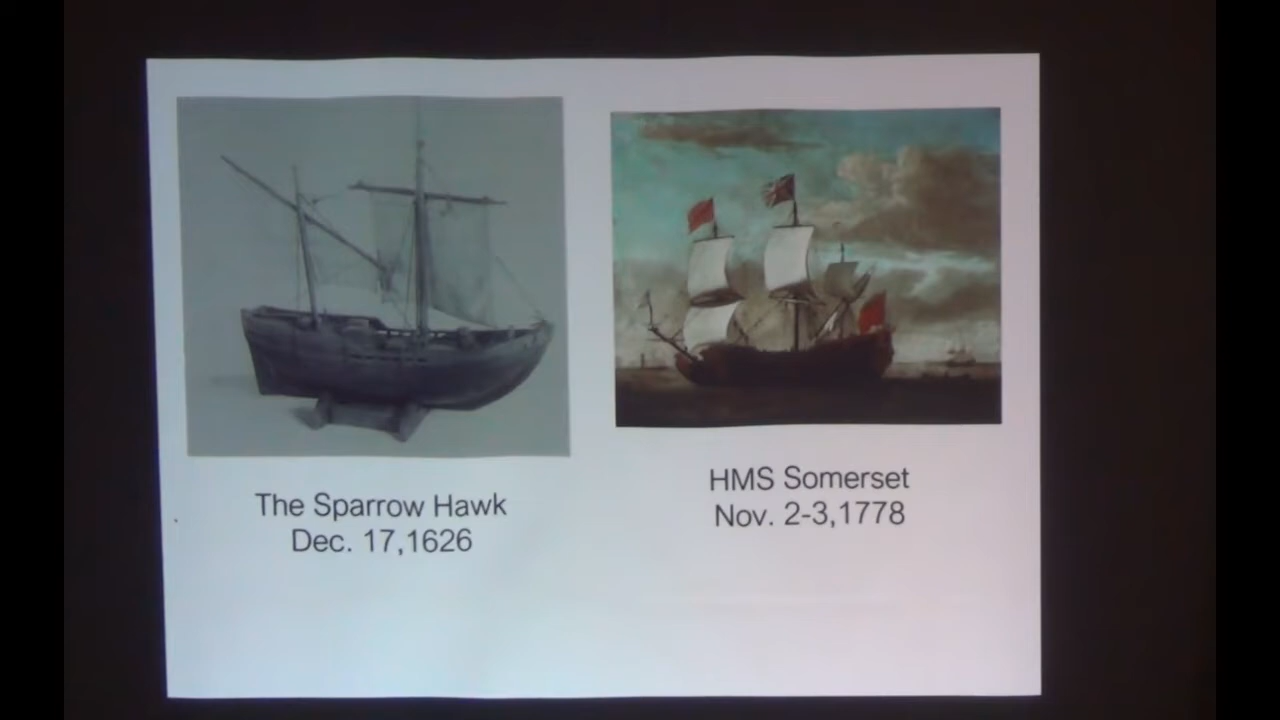 The Sparrow Hawk
Dec. 17,1626
HMS Somerset
Nov. 2-3,1778